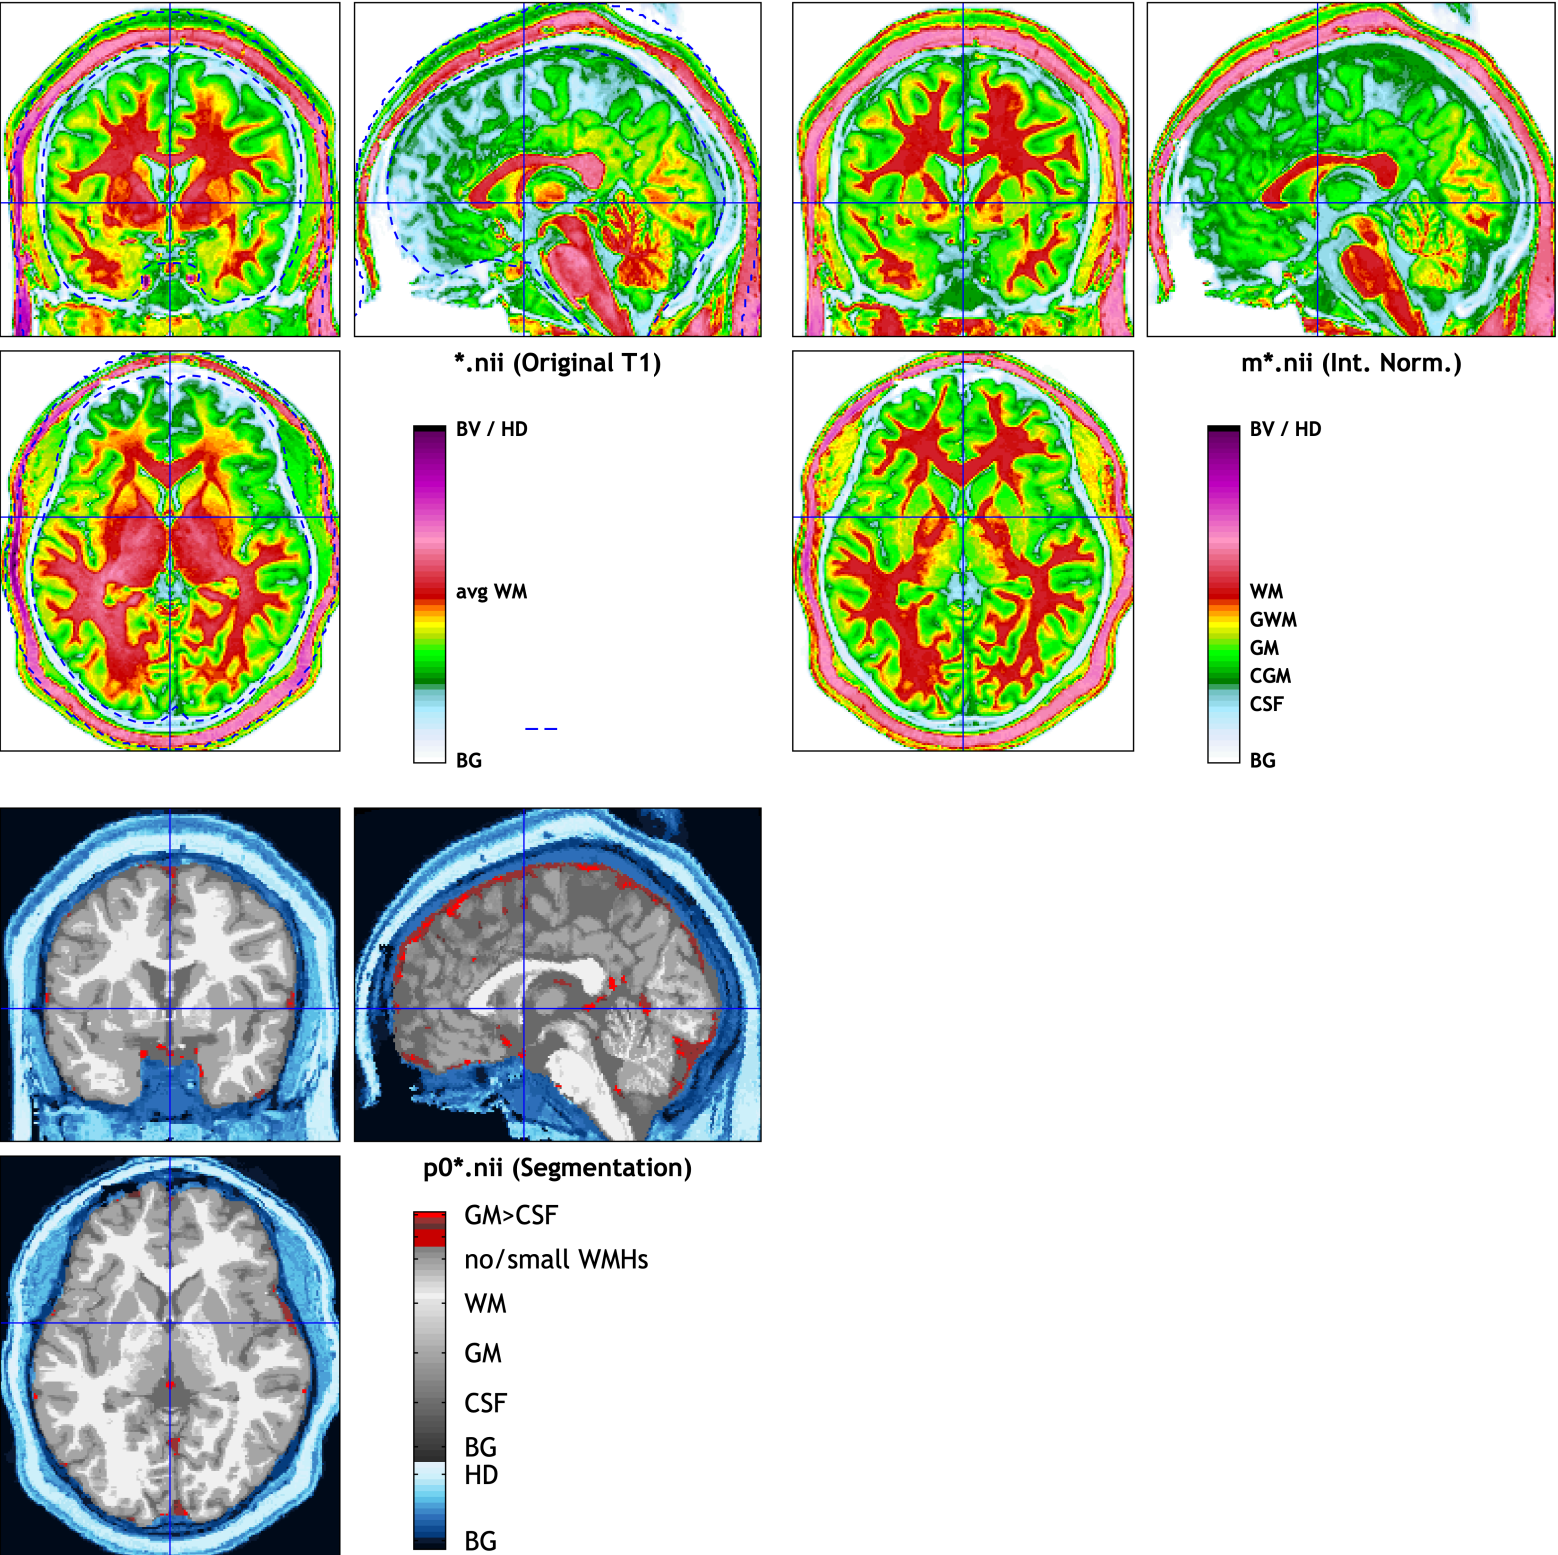 *.nii (Original T1)
BV / HD
avg WM
BG
m*.nii (Int. Norm.)
BV / HD
WM
GWM
GM
CGM
CSF
BG
p0*.nii (Segmentation)
GM>CSF
no/small WMHs
WM
GM
CSF
BG
HD
BG